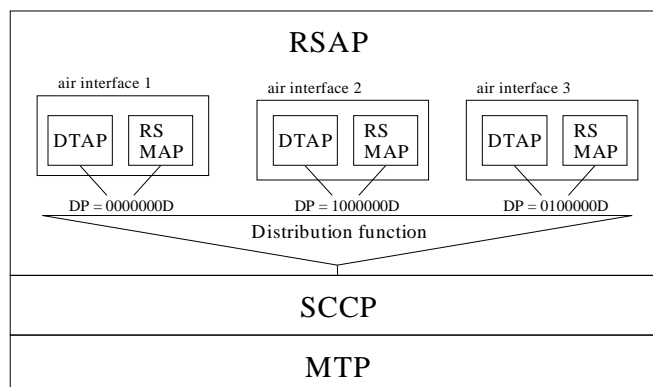 RSAP
air interface 1
air interface 2
air interface 3
DTAP
RS
MAP
DTAP
RS
MAP
DTAP
RS
MAP
DP = 0000000D
DP = 1000000D
DP = 0100000D
Distribution function
SCCP
MTP